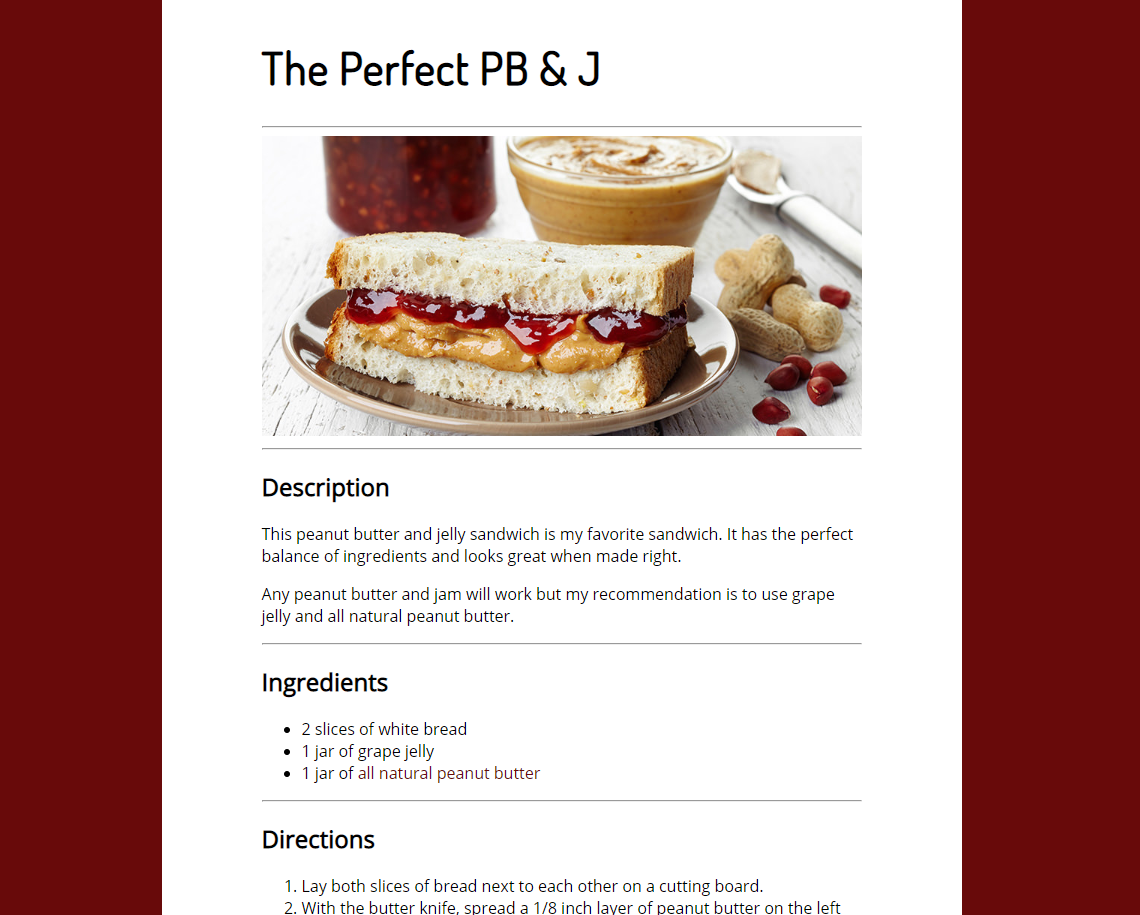 The Perfect PB & J
Description
This peanut butter and jelly sandwich is my favorite sandwich. It has the perfect
balance of ingredients and looks great when made right.
Any peanut butter and jam will work but my recommendation is to use grape
jelly and all natural peanut butter.
Ingredients
• 2 slices of white bread
• 1 jar of grape jelly
• 1 jar of all natural peanut butter
Directions
1. Lay both slices of bread next to each other on a cutting board.
2. With the butter knife, spread a 1/8 inch layer of peanut butter on the left